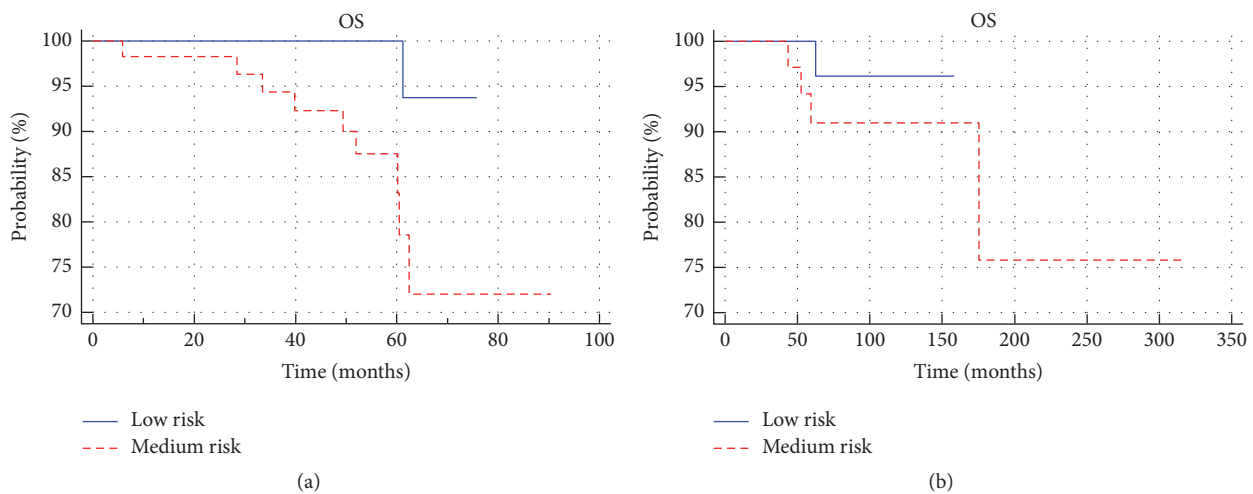 OS
Probability (%)
100
95
90
85
80
75
70
0 20 40 60 80 100
Time (months)
Low risk
Medium risk
(a)
OS
Probability (%)
100
95
90
85
80
75
70
0 50 100 150 200 250 300 350
Time (months)
Low risk
Medium risk
(b)